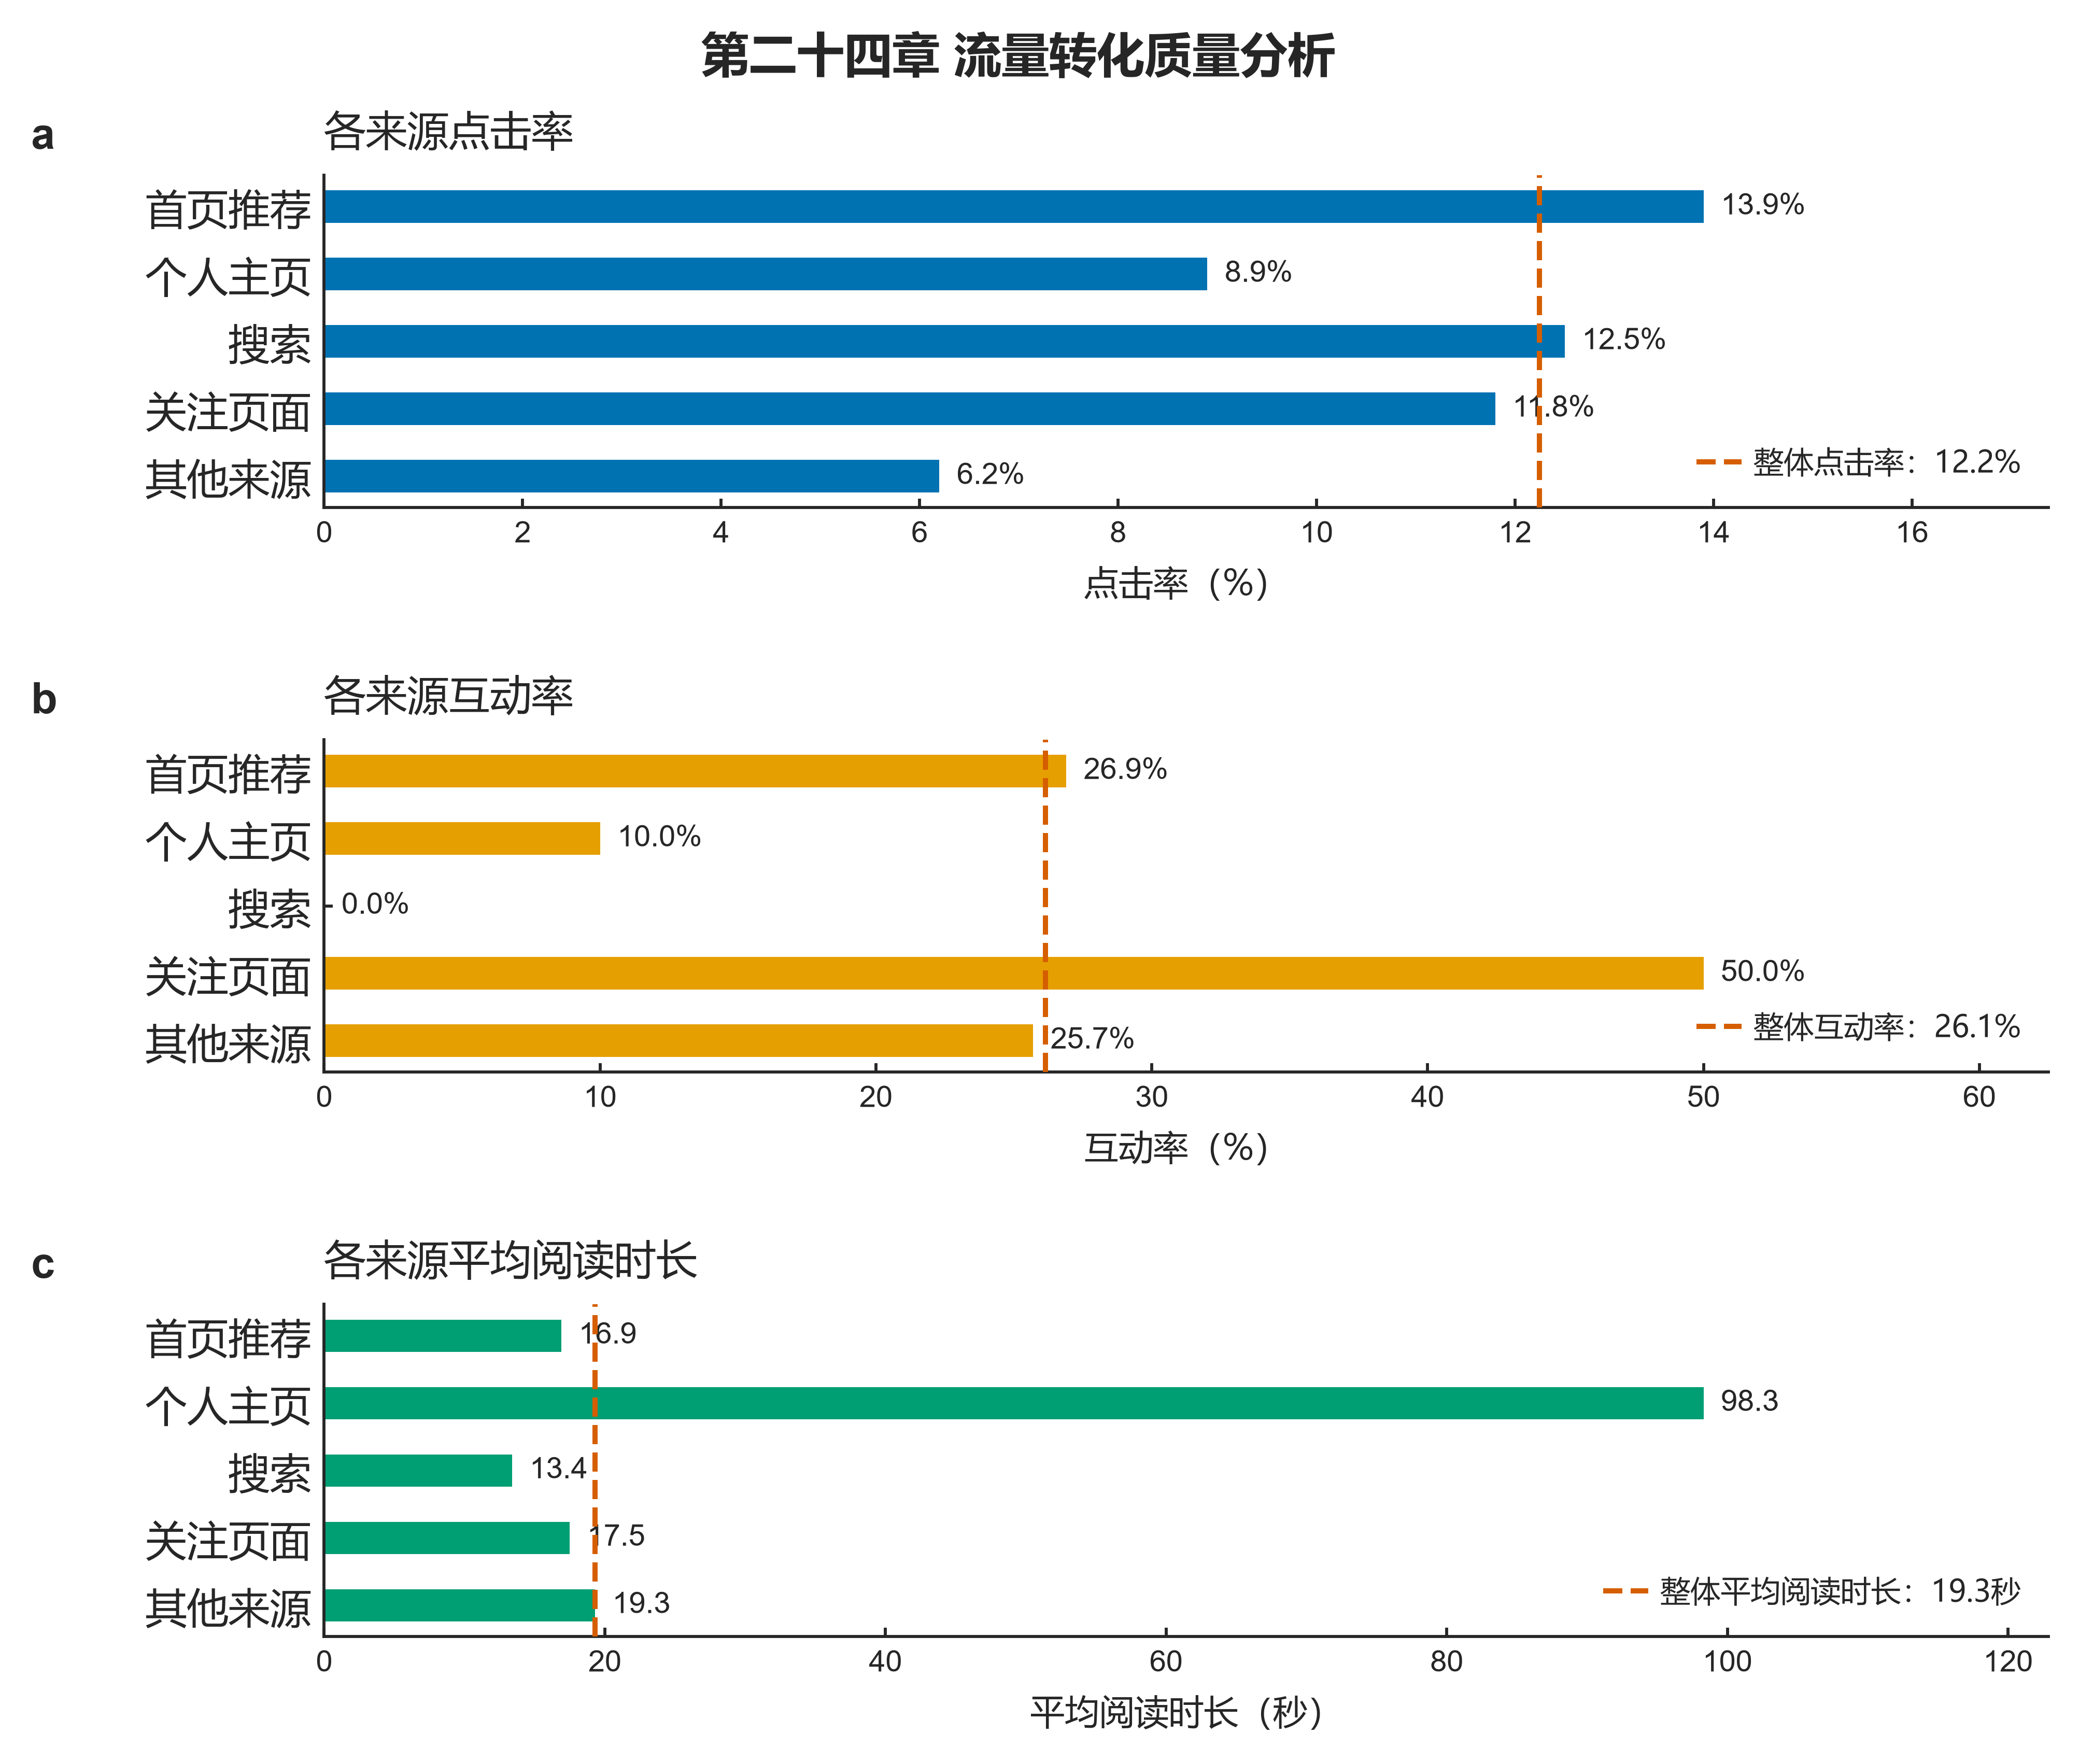 第二十四章 流量转化质量分析
a
各来源点击率
首页推荐
13.9%
个人主页
8.9%
搜索
12.5%
关注页面
11.8%
其他来源
6.2%
整体点击率：12.2%
0 2 4 6 8 10 12 14 16
点击率（%）
b
各来源互动率
首页推荐
26.9%
个人主页
10.0%
搜索
0.0%
关注页面
50.0%
其他来源
25.7%
整体互动率：26.1%
0 10 20 30 40 50 60
互动率（%）
c
各来源平均阅读时长
首页推荐
16.9
个人主页
98.3
搜索
13.4
关注页面
17.5
其他来源
19.3
整体平均阅读时长：19.3秒
0 20 40 60 80 100 120
平均阅读时长（秒）